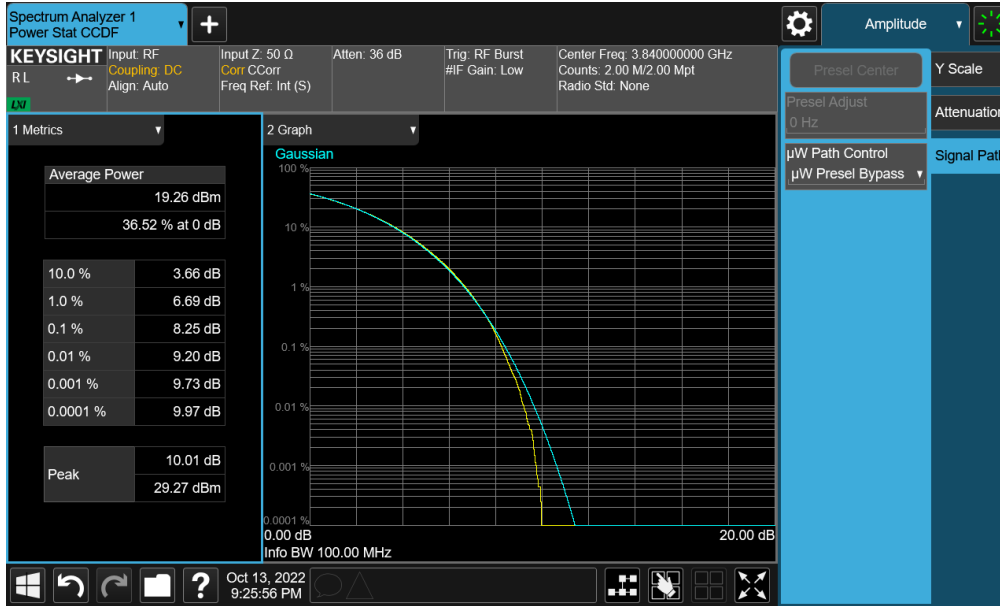 Spectrum Analyzer 1
Power Stat CCDF
Amplitude
KEYSIGHT
R L
LXI
Input: RF
Coupling: DC
Align: Auto
Input Z: 50 Ω
Corr CCorr
Freq Ref: Int (S)
Atten: 36 dB
Trig: RF Burst
#IF Gain: Low
Center Freq: 3.840000000 GHz
Counts: 2.00 M/2.00 Mpt
Radio Std: None
Presel Center
Presel Adjust
0 Hz
µW Path Control
µW Presel Bypass
Y Scale
Attenuation
Signal Path
1 Metrics
Average Power
19.26 dBm
36.52 % at 0 dB
10.0 % 3.66 dB
1.0 % 6.69 dB
0.1 % 8.25 dB
0.01 % 9.20 dB
0.001 % 9.73 dB
0.0001 % 9.97 dB
Peak
10.01 dB
29.27 dBm
2 Graph
Gaussian
100 %
10 %
1 %
0.1 %
0.01 %
0.001 %
0.0001 %
0.00 dB 20.00 dB
Info BW 100.00 MHz
Oct 13, 2022
9:25:56 PM